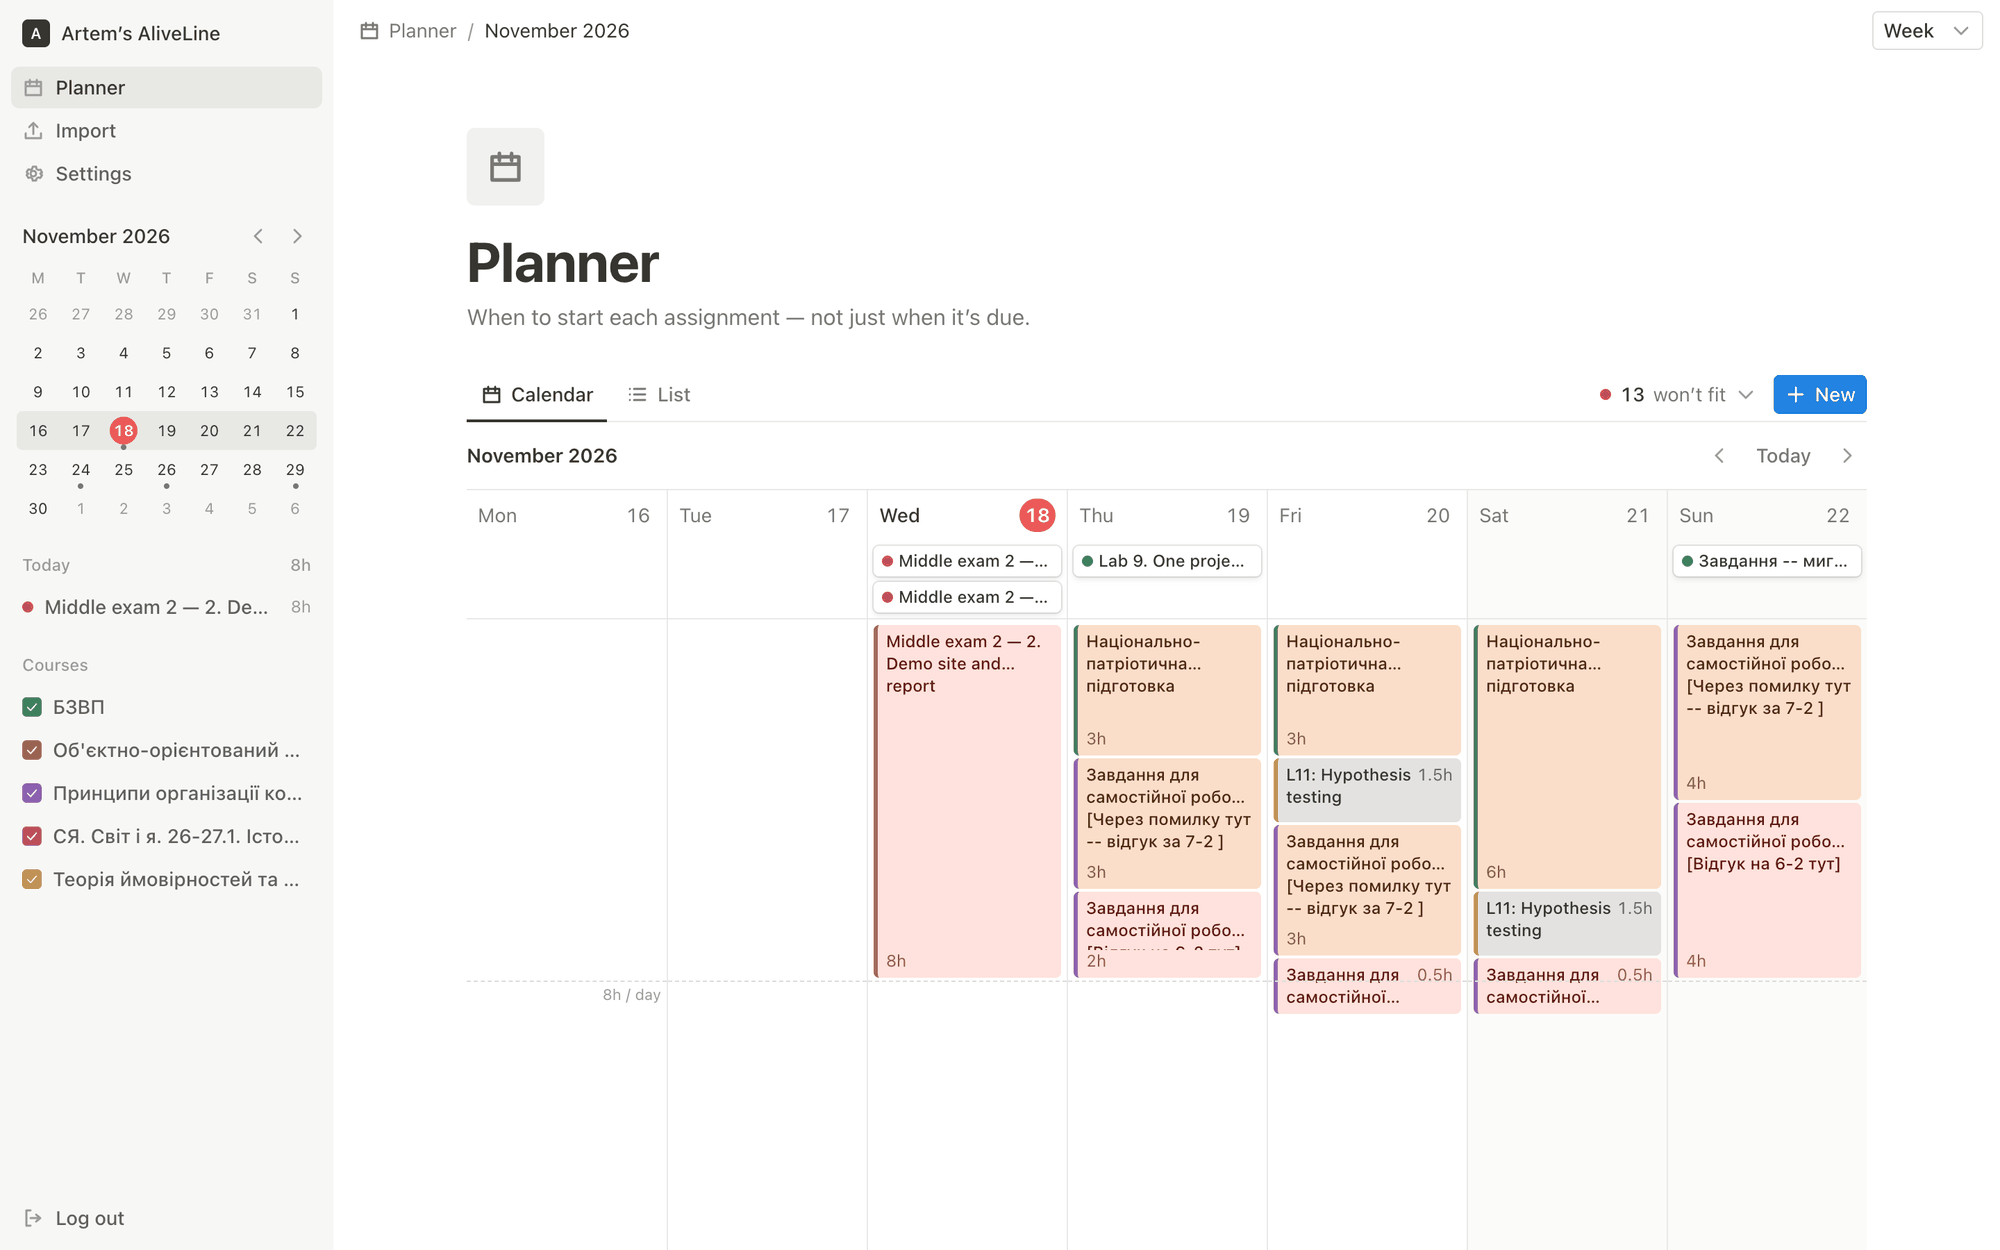 A Artem's AliveLine
Planner
Import
Settings
November 2026
M T W T F S S
26 27 28 29 30 31 1
2 3 4 5 6 7 8
9 10 11 12 13 14 15
16 17 18 19 20 21 22
23 24 25 26 27 28 29
30 1 2 3 4 5 6
Today 8h
Middle exam 2 — 2. De... 8h
Courses
БЗВП
Об'єктно-орієнтований ...
Принципи організації ко...
СЯ. Світ і я. 26-27.1. Істо...
Теорія ймовірностей та ...
Log out
Planner / November 2026
Week
Planner
When to start each assignment — not just when it's due.
Calendar
List
13 won't fit
+ New
November 2026
Today
Mon 16
Tue 17
Wed 18
Thu 19
Fri 20
Sat 21
Sun 22
Middle exam 2 —...
Middle exam 2 —...
Lab 9. One proje...
Завдання -- миг...
8h / day
Middle exam 2 — 2.
Demo site and...
report
8h
Національно-
патріотична...
підготовка
3h
Завдання для
самостійної робо...
[Через помилку тут
-- відгук за 7-2 ]
3h
Завдання для
самостійної робо...
[Відгук на 6-2 тут]
2h
Національно-
патріотична...
підготовка
3h
L11: Hypothesis 1.5h
testing
Завдання для
самостійної робо...
[Через помилку тут
-- відгук за 7-2 ]
3h
Завдання для 0.5h
самостійної...
Національно-
патріотична...
підготовка
6h
L11: Hypothesis 1.5h
testing
Завдання для 0.5h
самостійної...
Завдання для
самостійної робо...
[Через помилку тут
-- відгук за 7-2 ]
4h
Завдання для
самостійної робо...
[Відгук на 6-2 тут]
4h